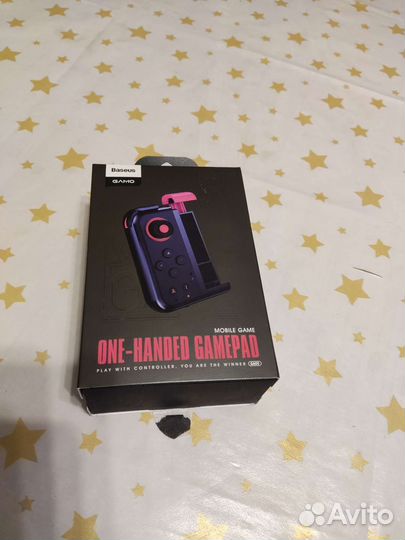 Baseus
GAMO
MOBILE GAME
ONE-HANDED GAMEPAD
PLAY WITH CONTROLLER, YOU ARE THE WINNER
Avito